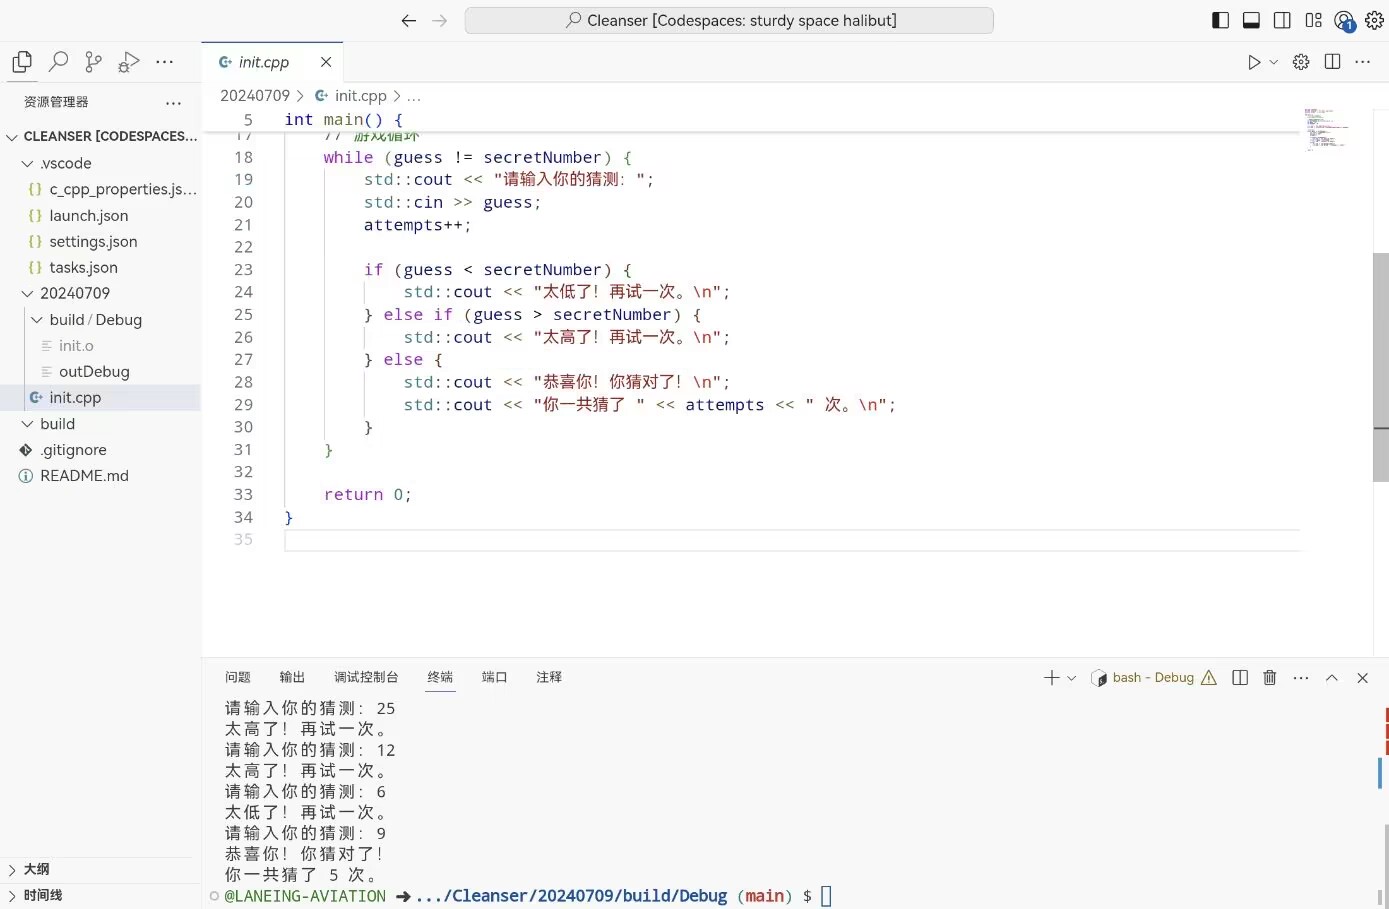 Cleanser [Codespaces: sturdy space halibut]
1
init.cpp
资源管理器
20240709 > init.cpp > ...
CLEANSER [CODESPACES...
.vscode
c_cpp_properties.js...
launch.json
settings.json
tasks.json
20240709
build / Debug
init.o
outDebug
init.cpp
build
.gitignore
README.md
大纲
时间线
5 int main() {
17 // 游戏循环
18 while (guess != secretNumber) {
19 std::cout << "请输入你的猜测: ";
20 std::cin >> guess;
21 attempts++;
22
23 if (guess < secretNumber) {
24 std::cout << "太低了! 再试一次。\n";
25 } else if (guess > secretNumber) {
26 std::cout << "太高了! 再试一次。\n";
27 } else {
28 std::cout << "恭喜你! 你猜对了! \n";
29 std::cout << "你一共猜了 " << attempts << " 次。\n";
30 }
31 }
32
33 return 0;
34 }
35
问题 输出 调试控制台 终端 端口 注释
bash - Debug
请输入你的猜测: 25
太高了! 再试一次。
请输入你的猜测: 12
太高了! 再试一次。
请输入你的猜测: 6
太低了! 再试一次。
请输入你的猜测: 9
恭喜你! 你猜对了!
你一共猜了 5 次。
@LANEING-AVIATION ➜ .../Cleanser/20240709/build/Debug (main) $